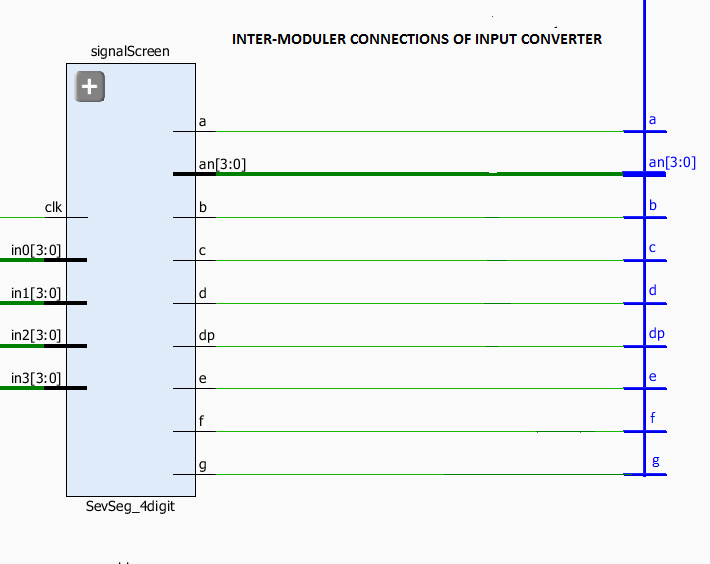 INTER-MODULER CONNECTIONS OF INPUT CONVERTER
signalScreen
+
a
a
an[3:0]
an[3:0]
clk
b
b
in0[3:0]
c
c
in1[3:0]
d
d
in2[3:0]
dp
dp
in3[3:0]
e
e
f
f
g
g
SevSeg_4digit